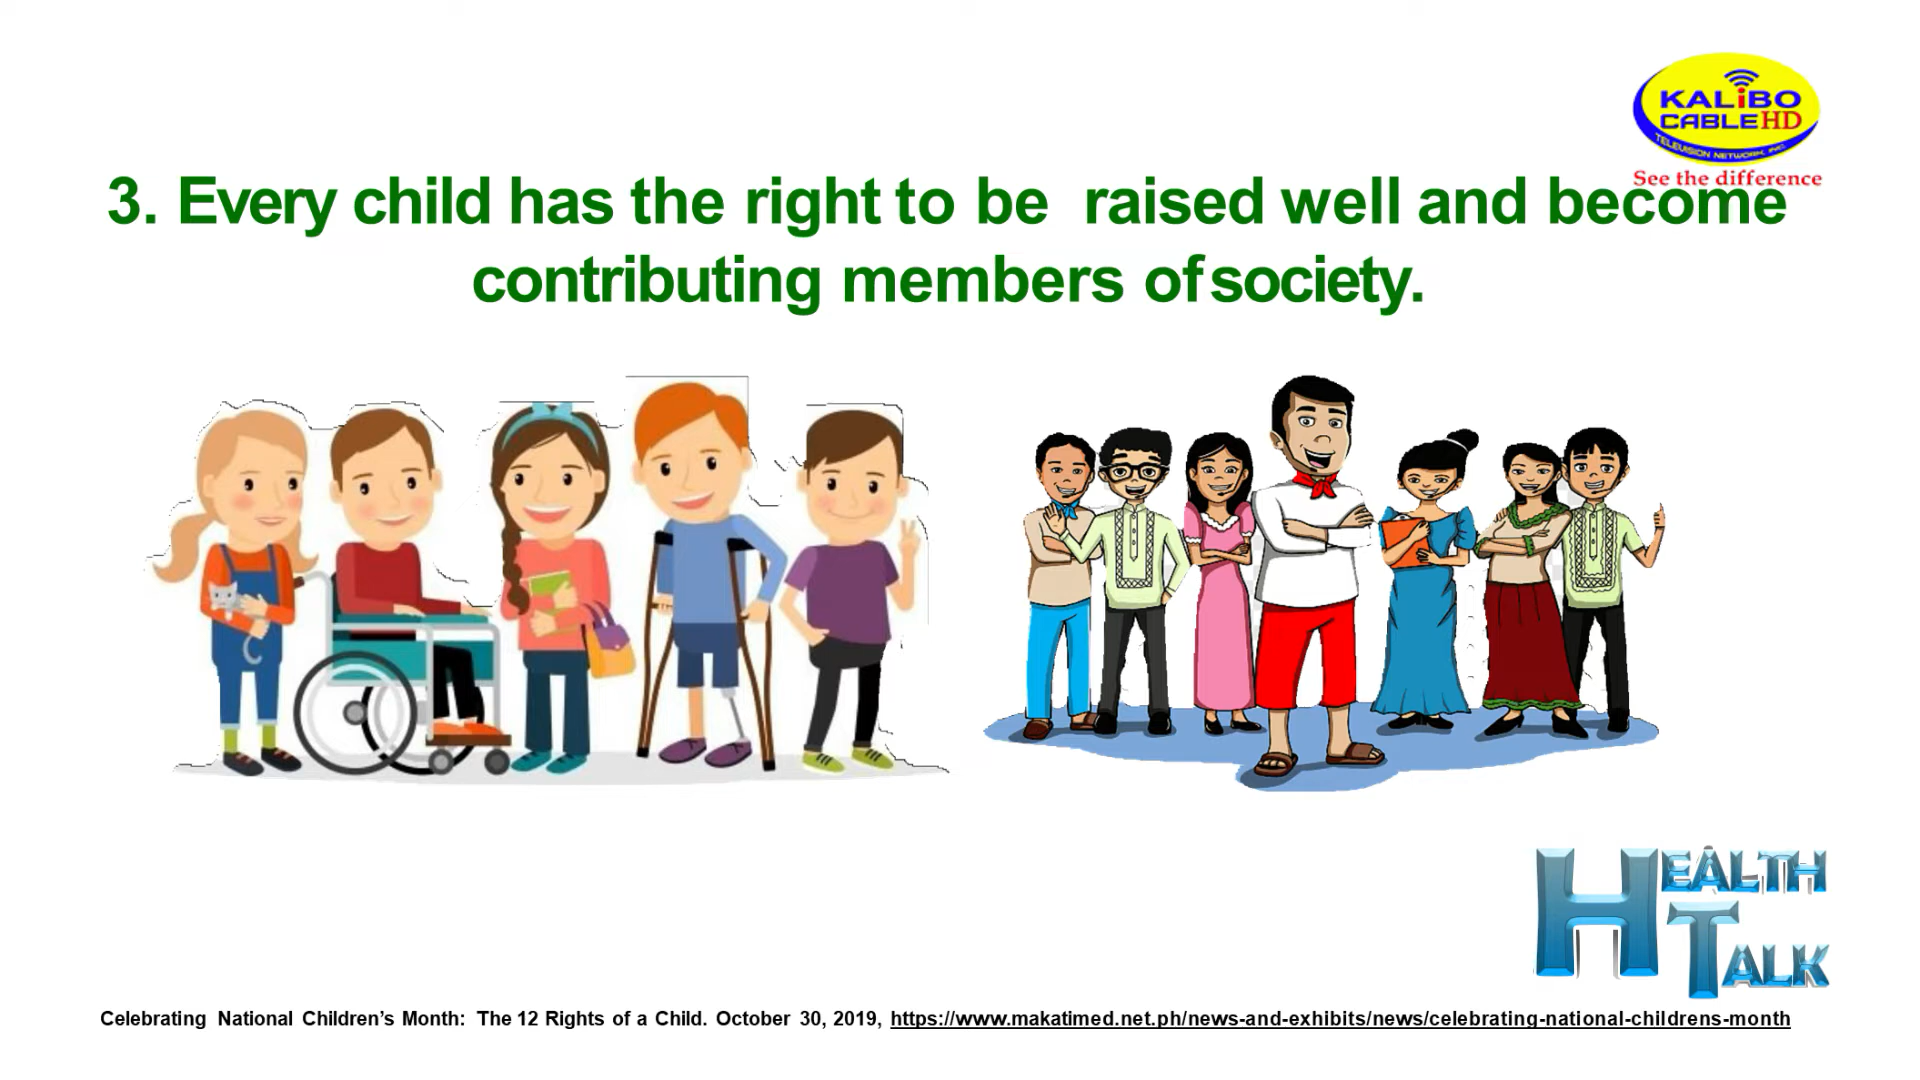 KALiBO
CABLE HD
TELEVISION NETWORK, INC.
See the difference
3. Every child has the right to be raised well and become
contributing members of society.
HEALTH
TALK
Celebrating National Children’s Month: The 12 Rights of a Child. October 30, 2019, https://www.makatimed.net.ph/news-and-exhibits/news/celebrating-national-childrens-month